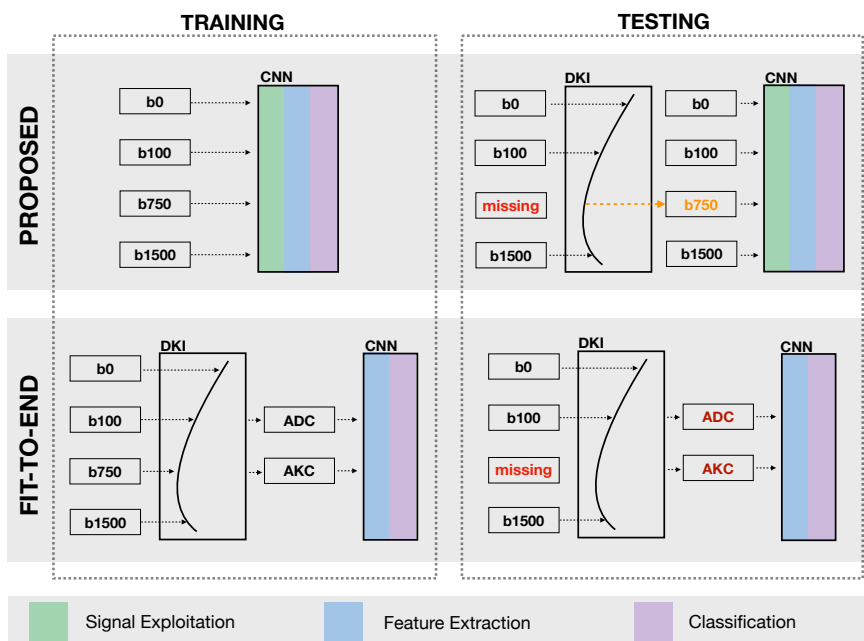 TRAINING
TESTING
PROPOSED
CNN
b0
b100
b750
b1500
DKI
CNN
b0
b100
missing
b1500
b0
b100
b750
b1500
FIT-TO-END
DKI
CNN
b0
b100
b750
b1500
ADC
AKC
DKI
CNN
b0
b100
missing
b1500
ADC
AKC
Signal Exploitation
Feature Extraction
Classification